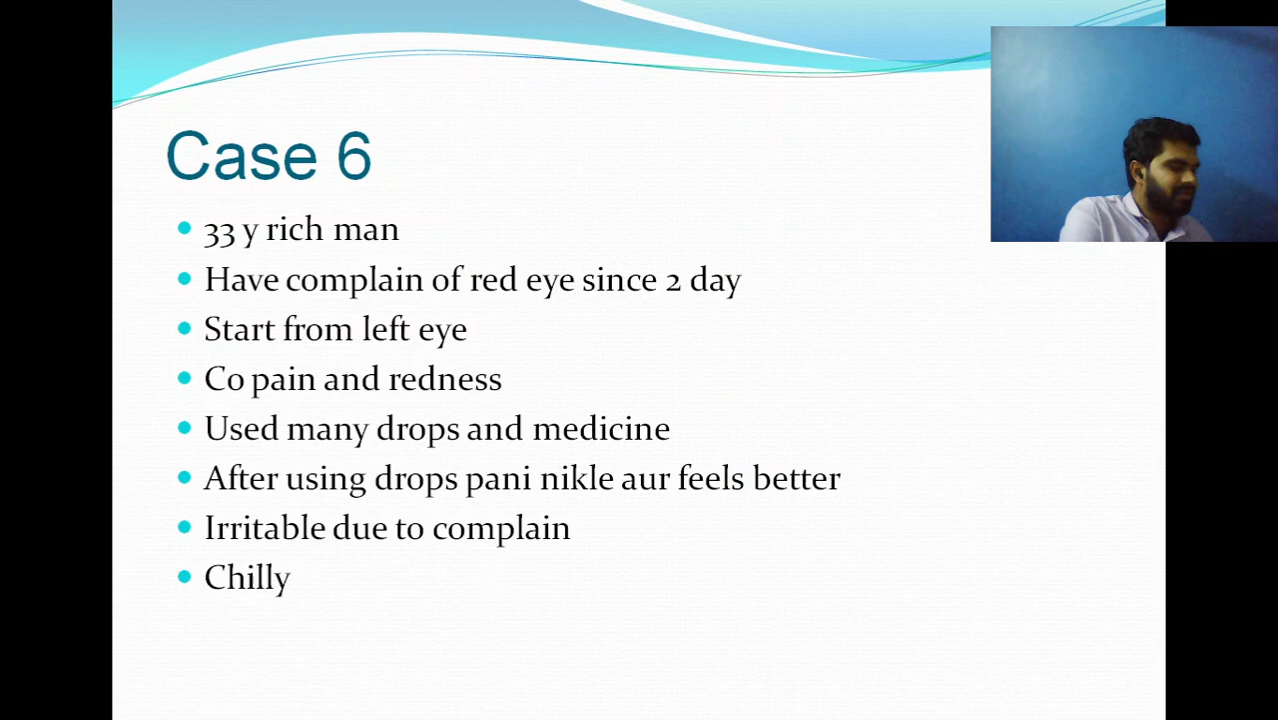 Case 6
33 y rich man
Have complain of red eye since 2 day
Start from left eye
Co pain and redness
Used many drops and medicine
After using drops pani nikle aur feels better
Irritable due to complain
Chilly